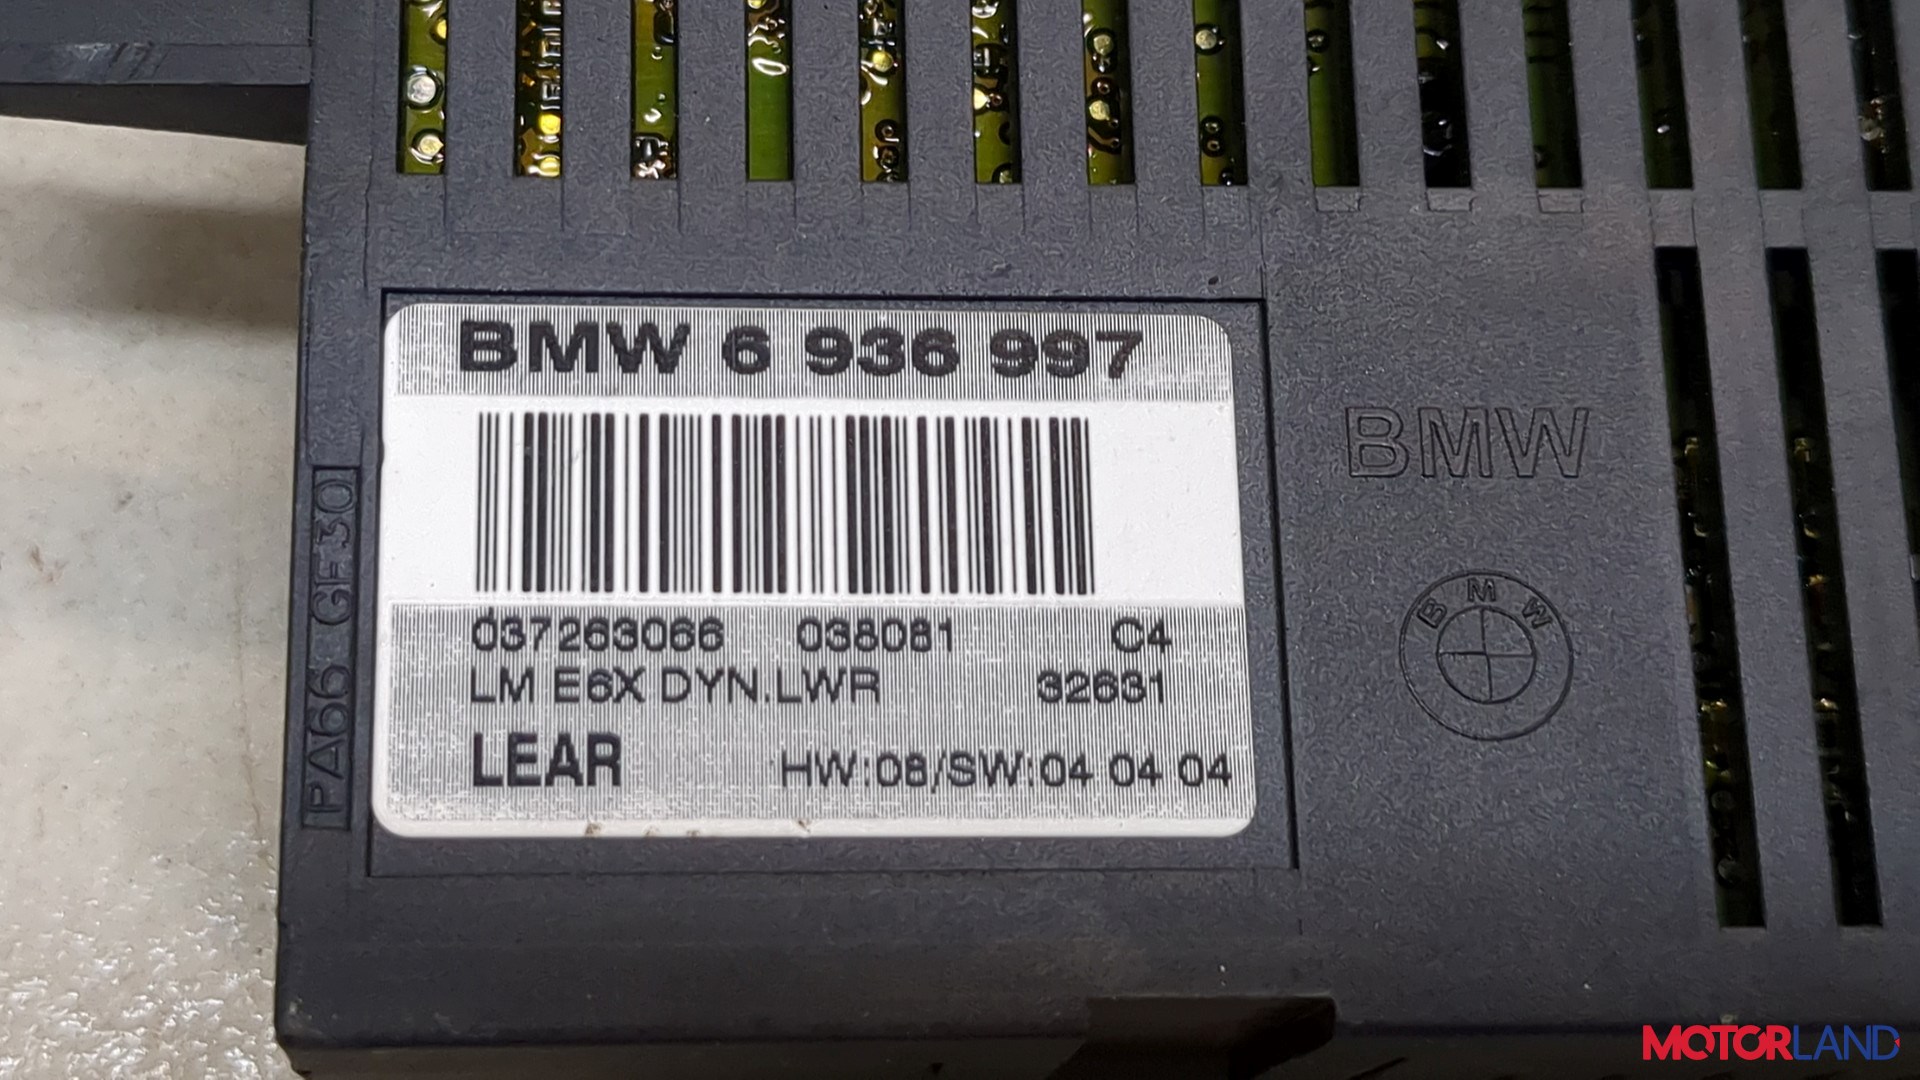 BMW 6 936 997
037263066 038081 C4
LM E6X DYN.LWR 32631
LEAR HW:08/SW:04 04 04
PA66 GF30
BMW
BMW
MOTORLAND